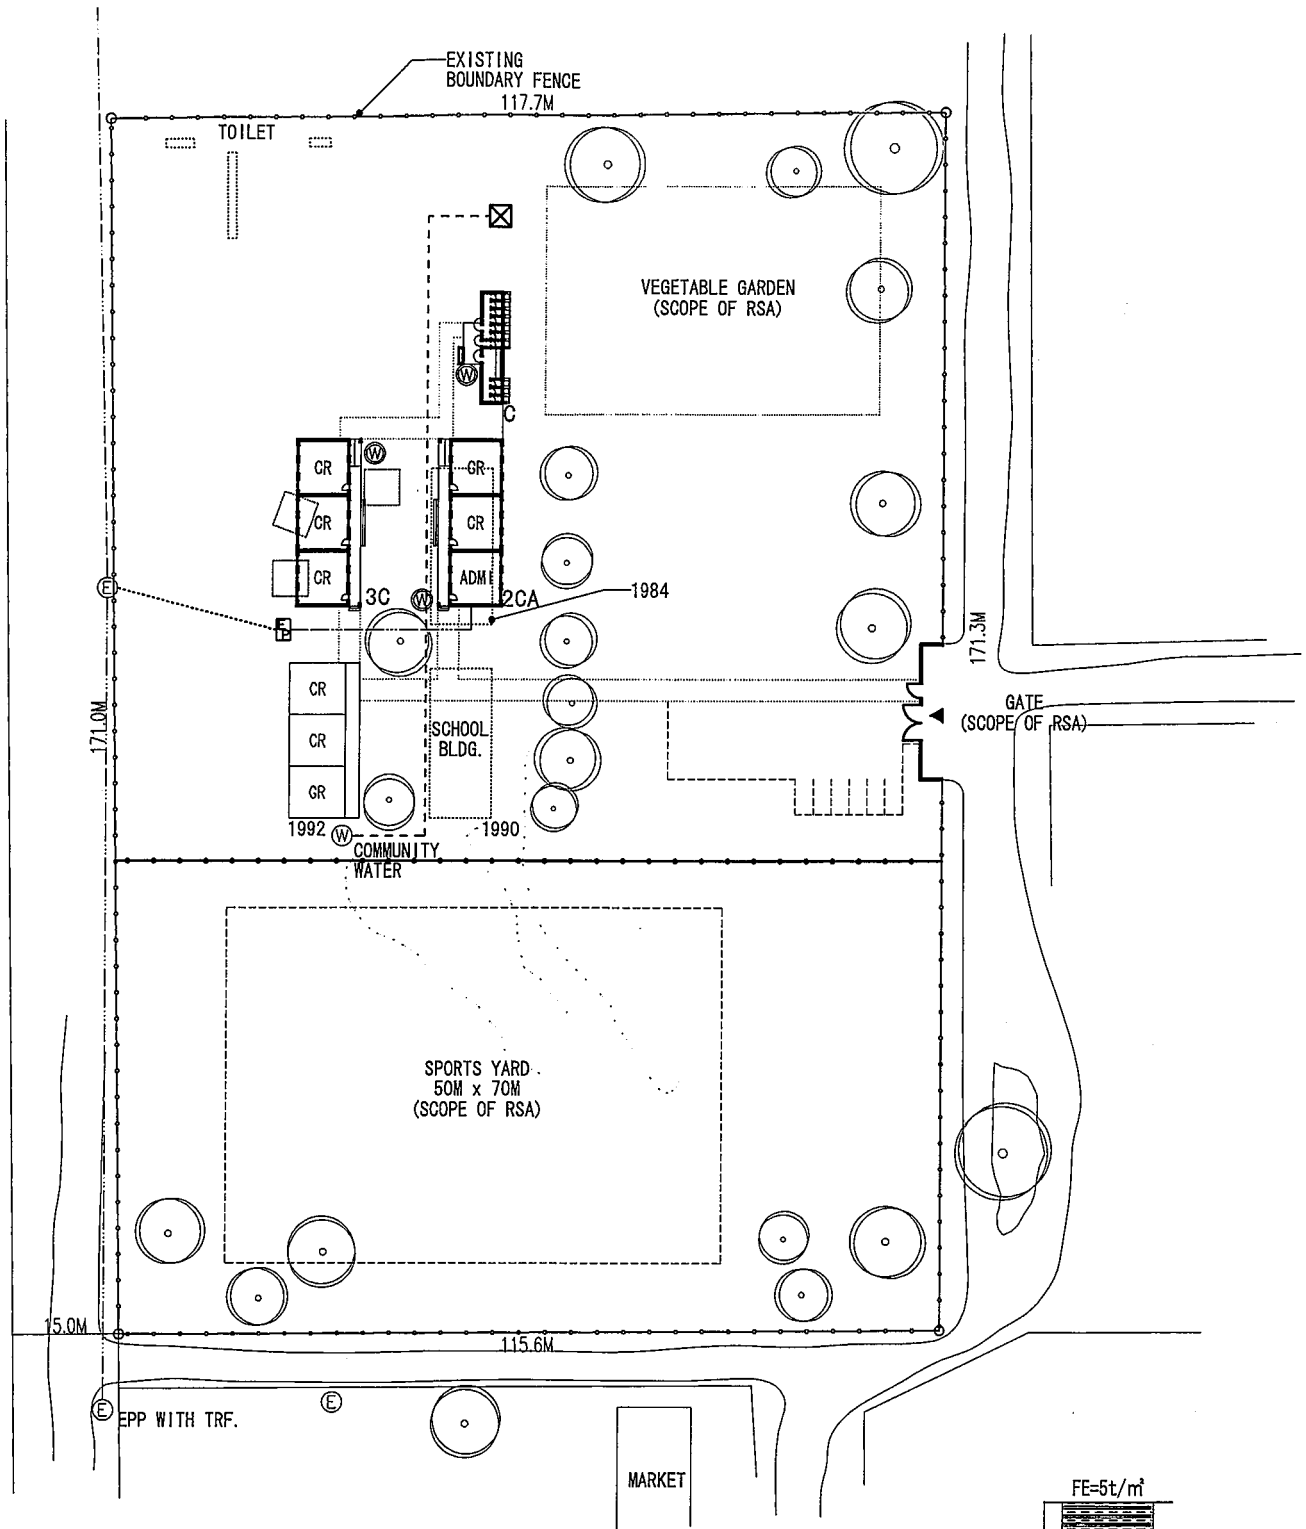 EXISTING
BOUNDARY FENCE
117.7M
TOILET
VEGETABLE GARDEN
(SCOPE OF RSA)
W
C
W
CR
GR
CR
CR
CR
ADMI
E
3C
W
2CA
1984
E
P
171.3M
171.0M
CR
CR
GR
SCHOOL
BLDG.
GATE
(SCOPE OF RSA)
1992
W
1990
COMMUNITY
WATER
SPORTS YARD
50M x 70M
(SCOPE OF RSA)
15.0M
115.6M
E
EPP WITH TRF.
E
MARKET
FE=5t/m²